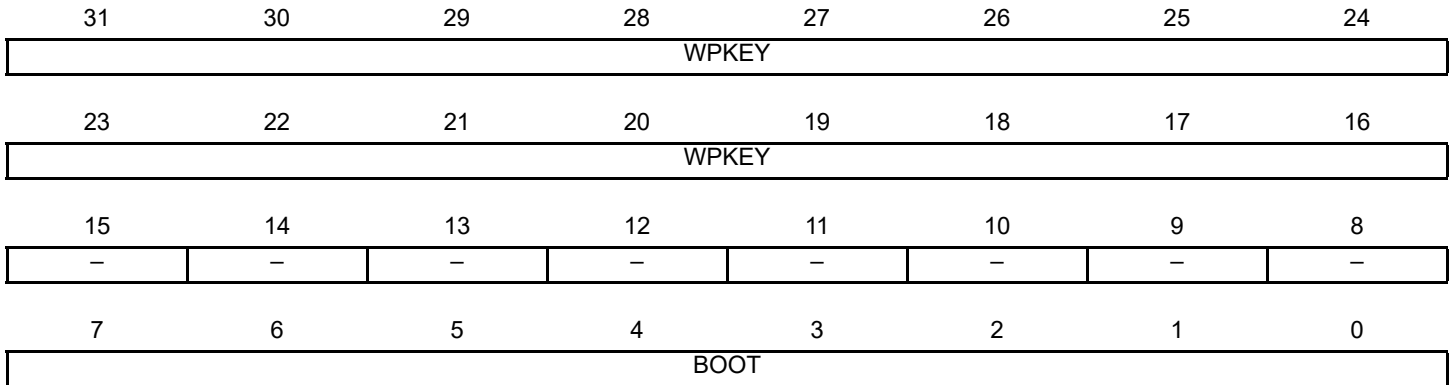 31 30 29 28 27 26 25 24
WPKEY
23 22 21 20 19 18 17 16
WPKEY
15 14 13 12 11 10 9 8
– – – – – – – –
7 6 5 4 3 2 1 0
BOOT